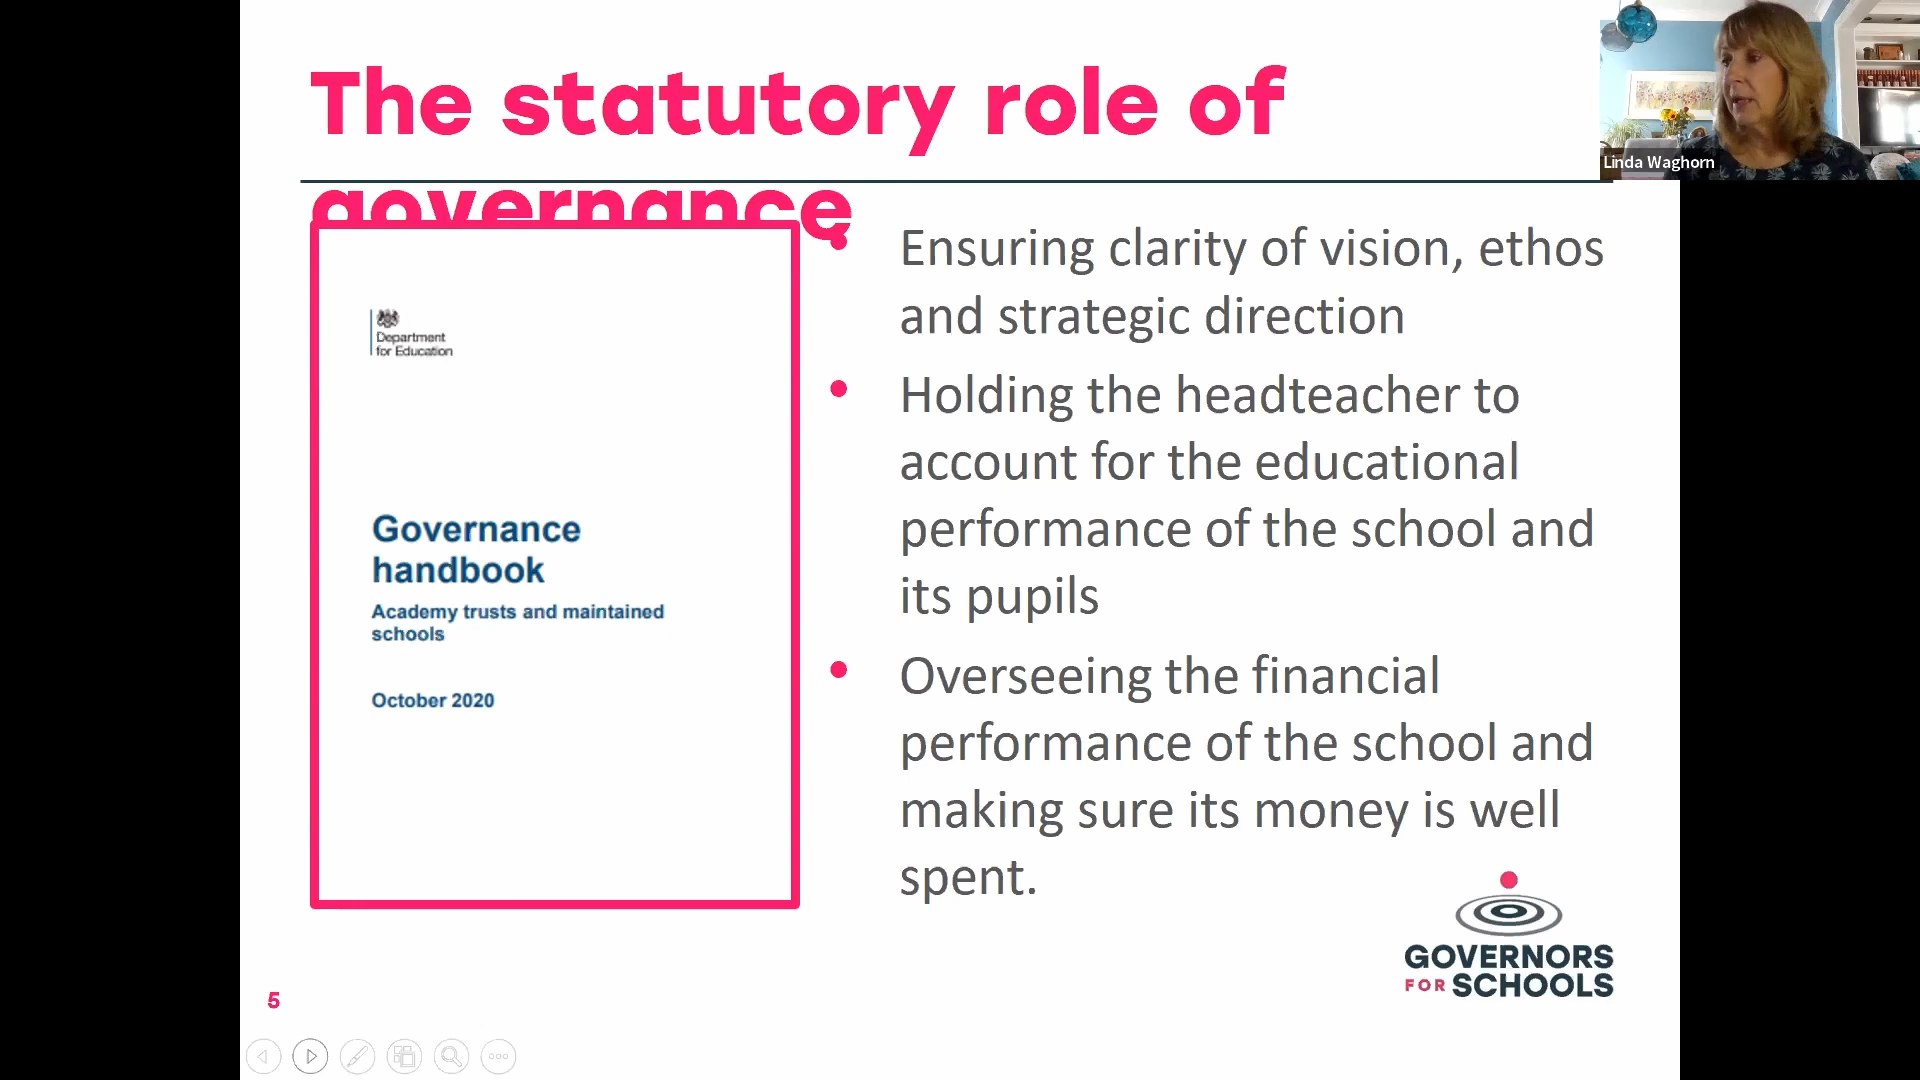 The statutory role of
governance
Linda Waghorn
Department
for Education
Governance
handbook
Academy trusts and maintained
schools
October 2020
• Ensuring clarity of vision, ethos
and strategic direction
• Holding the headteacher to
account for the educational
performance of the school and
its pupils
• Overseeing the financial
performance of the school and
making sure its money is well
spent.
GOVERNORS
FOR SCHOOLS
5